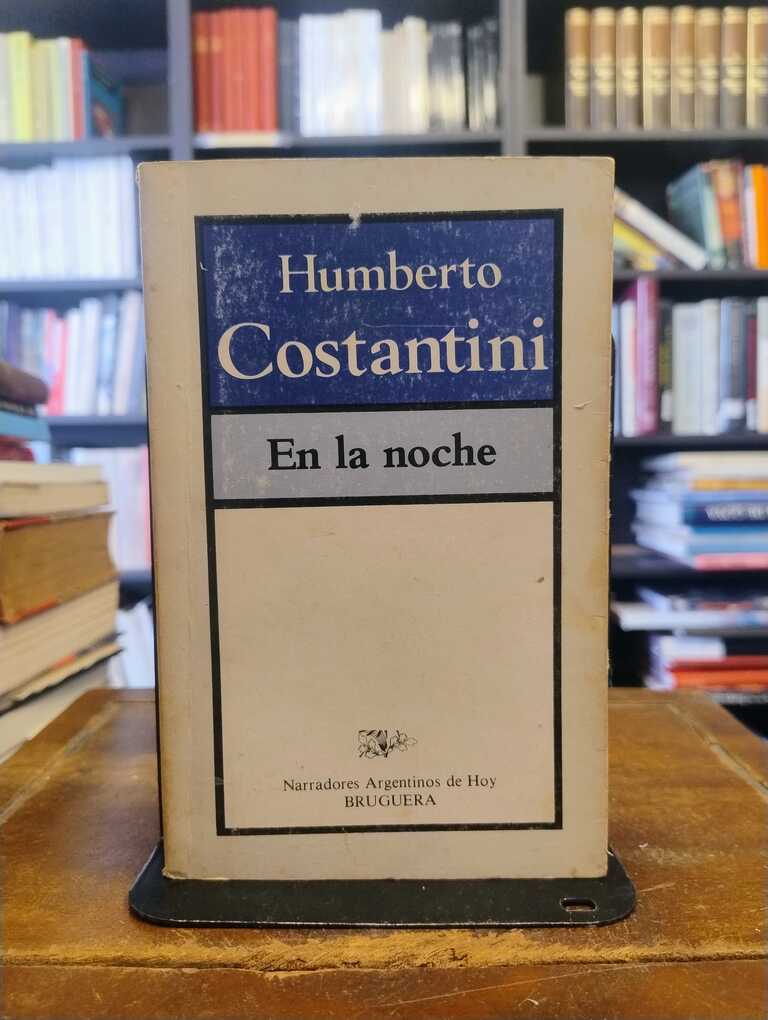 Humberto
Costantini
En la noche
Narradores Argentinos de Hoy
BRUGUERA